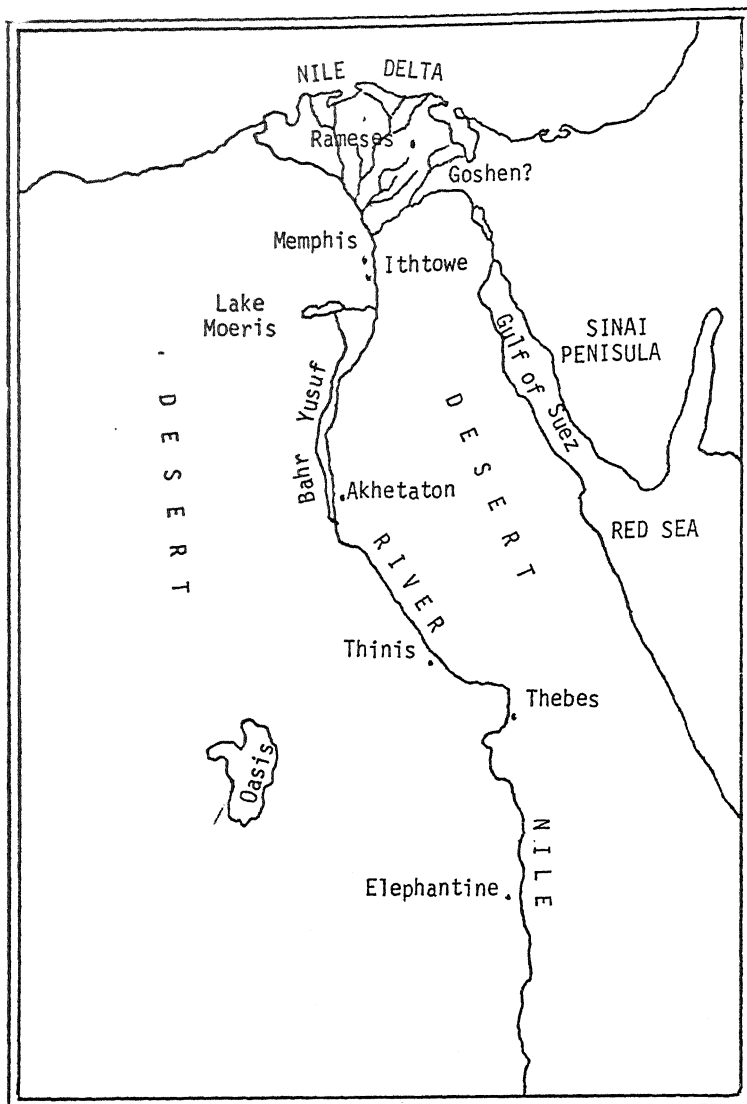 NILE DELTA
Rameses
Goshen?
Memphis
Ithtowe
Lake
Moeris
Gulf of Suez
SINAI
PENISULA
Bahr Yusuf
DESERT
DESERT
Akhetaton
RED SEA
RIVER
Thinis
Thebes
Oasis
NILE
Elephantine